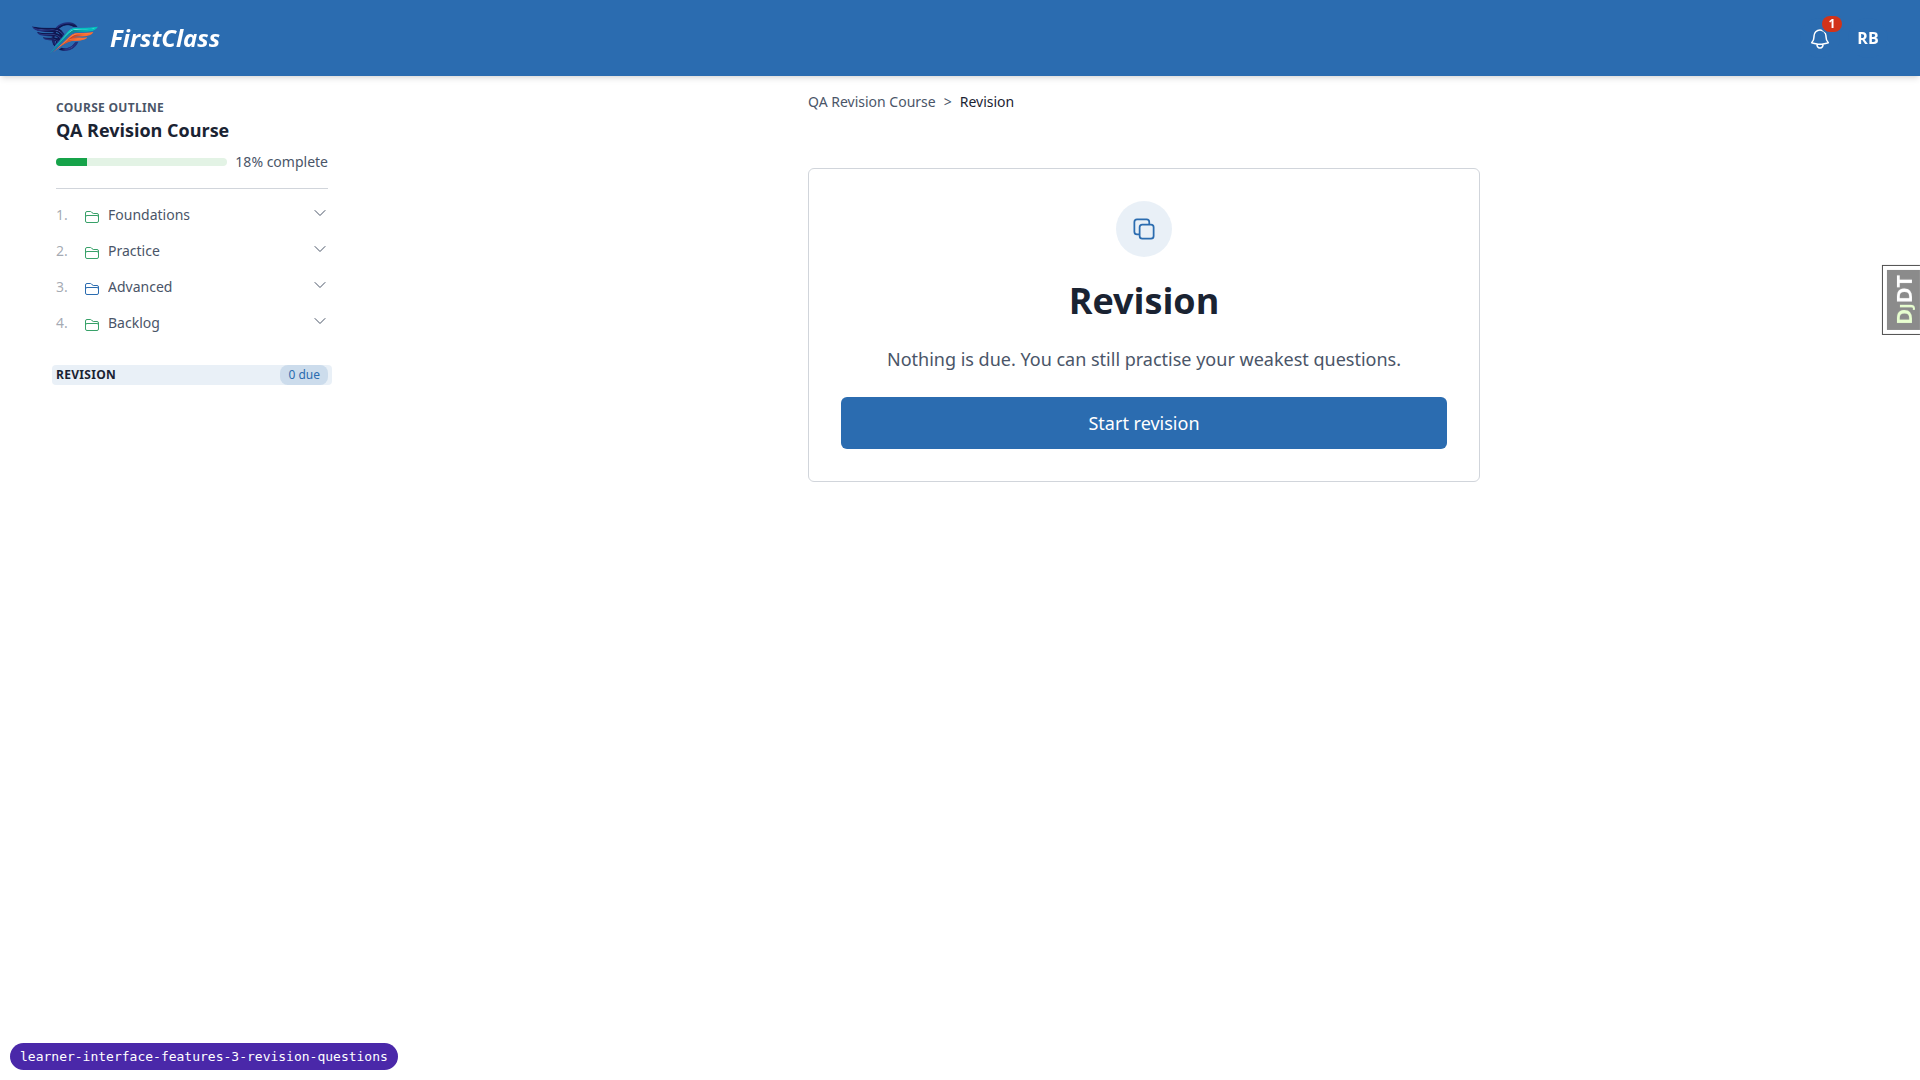 FirstClass
1
RB
COURSE OUTLINE
QA Revision Course
18% complete
1. Foundations
2. Practice
3. Advanced
4. Backlog
REVISION 0 due
QA Revision Course > Revision
Revision
Nothing is due. You can still practise your weakest questions.
Start revision
DJDT
learner-interface-features-3-revision-questions